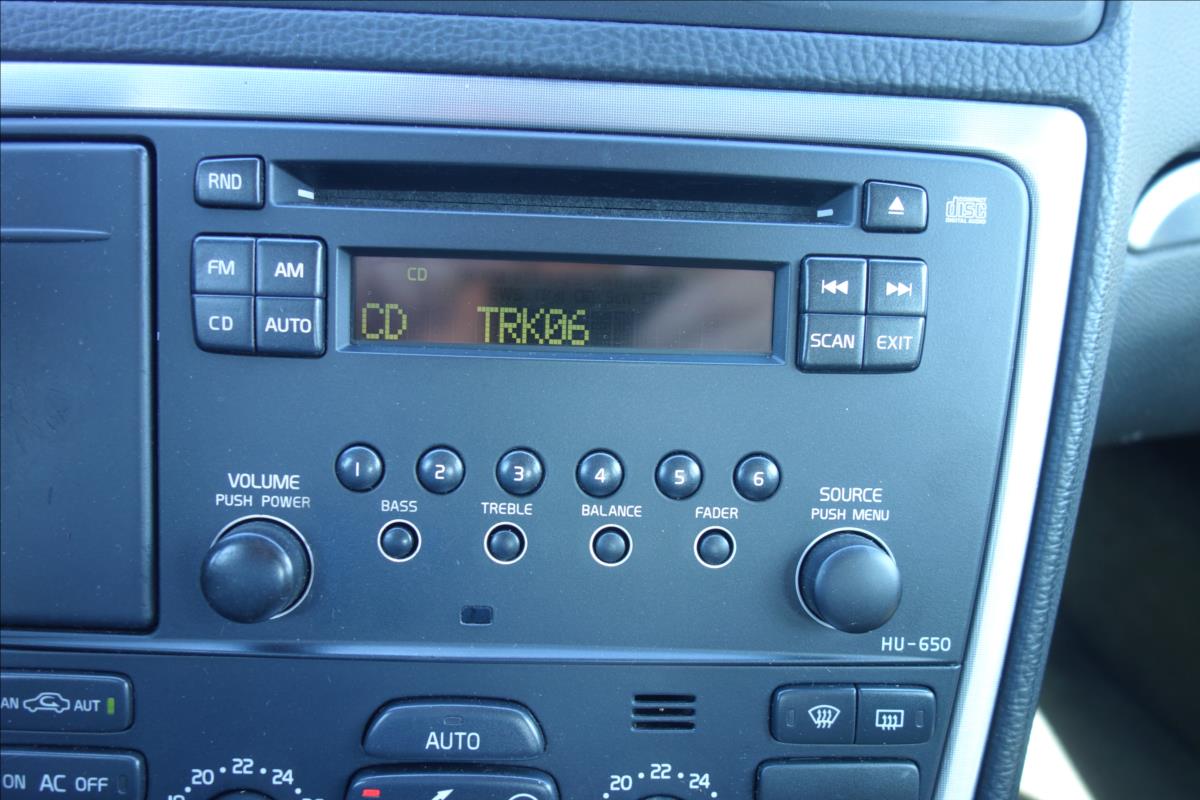 RND
disc
DIGITAL AUDIO
FM
AM
CD
AUTO
CD
CD TRK06
SCAN
EXIT
1
2
3
4
5
6
VOLUME
PUSH POWER
BASS
TREBLE
BALANCE
FADER
SOURCE
PUSH MENU
HU-650
AN
AUT
AUTO
ON AC OFF
20 22 24
20 22 24